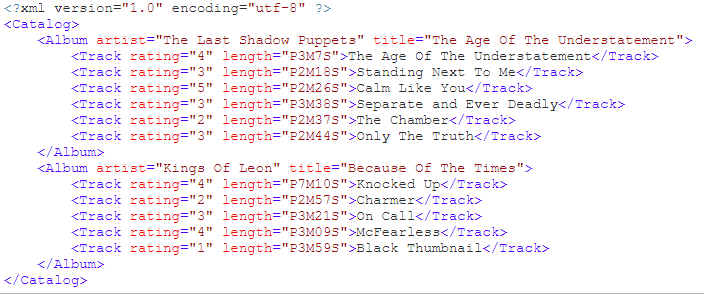 <?xml version="1.0" encoding="utf-8" ?>
<Catalog>
    <Album artist="The Last Shadow Puppets" title="The Age Of The Understatement">
        <Track rating="4" length="P3M7S">The Age Of The Understatement</Track>
        <Track rating="3" length="P2M18S">Standing Next To Me</Track>
        <Track rating="5" length="P2M26S">Calm Like You</Track>
        <Track rating="3" length="P3M38S">Separate and Ever Deadly</Track>
        <Track rating="2" length="P2M37S">The Chamber</Track>
        <Track rating="3" length="P2M44S">Only The Truth</Track>
    </Album>
    <Album artist="Kings Of Leon" title="Because Of The Times">
        <Track rating="4" length="P7M10S">Knocked Up</Track>
        <Track rating="2" length="P2M57S">Charmer</Track>
        <Track rating="3" length="P3M21S">On Call</Track>
        <Track rating="4" length="P3M09S">McFearless</Track>
        <Track rating="1" length="P3M59S">Black Thumbnail</Track>
    </Album>
</Catalog>